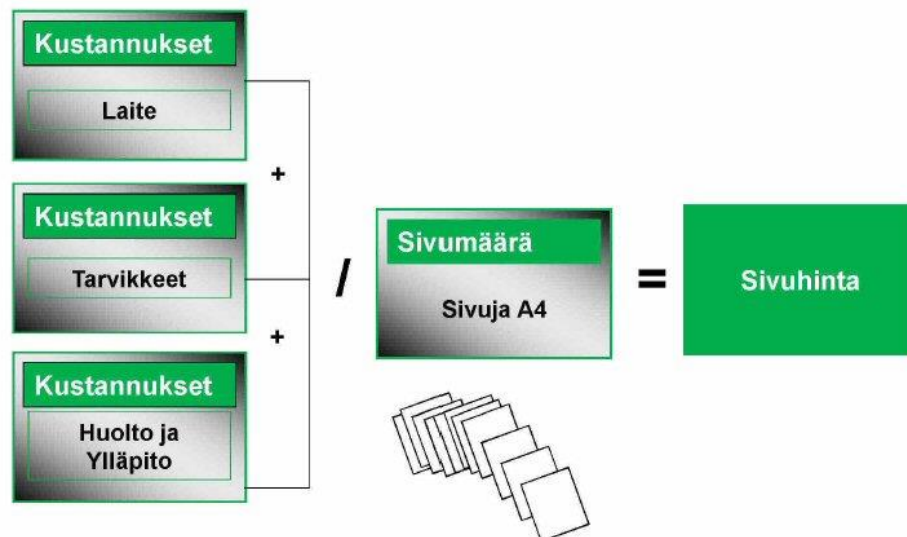 Kustannukset
Laite
+
Kustannukset
Tarvikkeet
+
Kustannukset
Huolto ja
Ylläpito
/
Sivumäärä
Sivuja A4
=
Sivuhinta